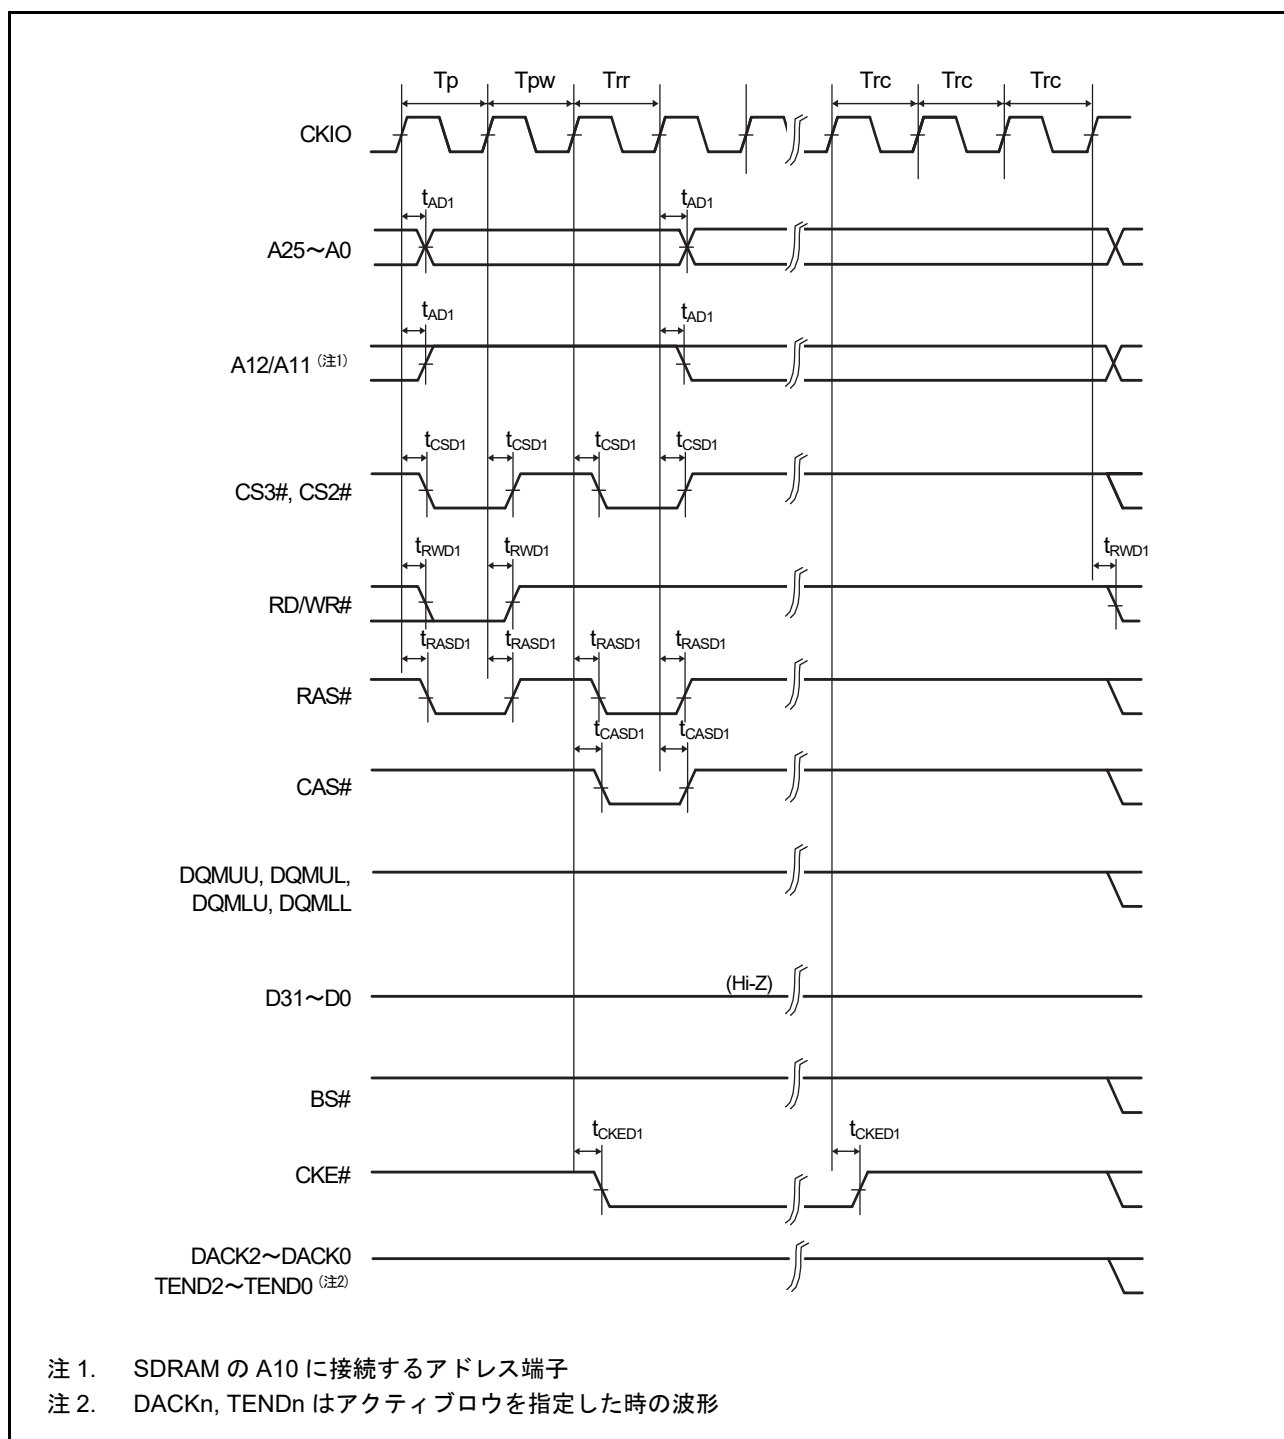 Tp Tpw Trr Trc Trc Trc
CKIO
tAD1 tAD1
A25～A0
tAD1 tAD1
A12/A11 (注1)
tCSD1 tCSD1 tCSD1 tCSD1
CS3#, CS2#
tRWD1 tRWD1 tRWD1
RD/WR#
tRASD1 tRASD1 tRASD1 tRASD1
RAS#
tCASD1 tCASD1
CAS#
DQMUU, DQMUL,
DQMLU, DQMLL
(Hi-Z)
D31～D0
BS#
tCKED1 tCKED1
CKE#
DACK2～DACK0
TEND2～TEND0 (注2)
注 1. SDRAM の A10 に接続するアドレス端子
注 2. DACKn, TENDn はアクティブロウを指定した時の波形